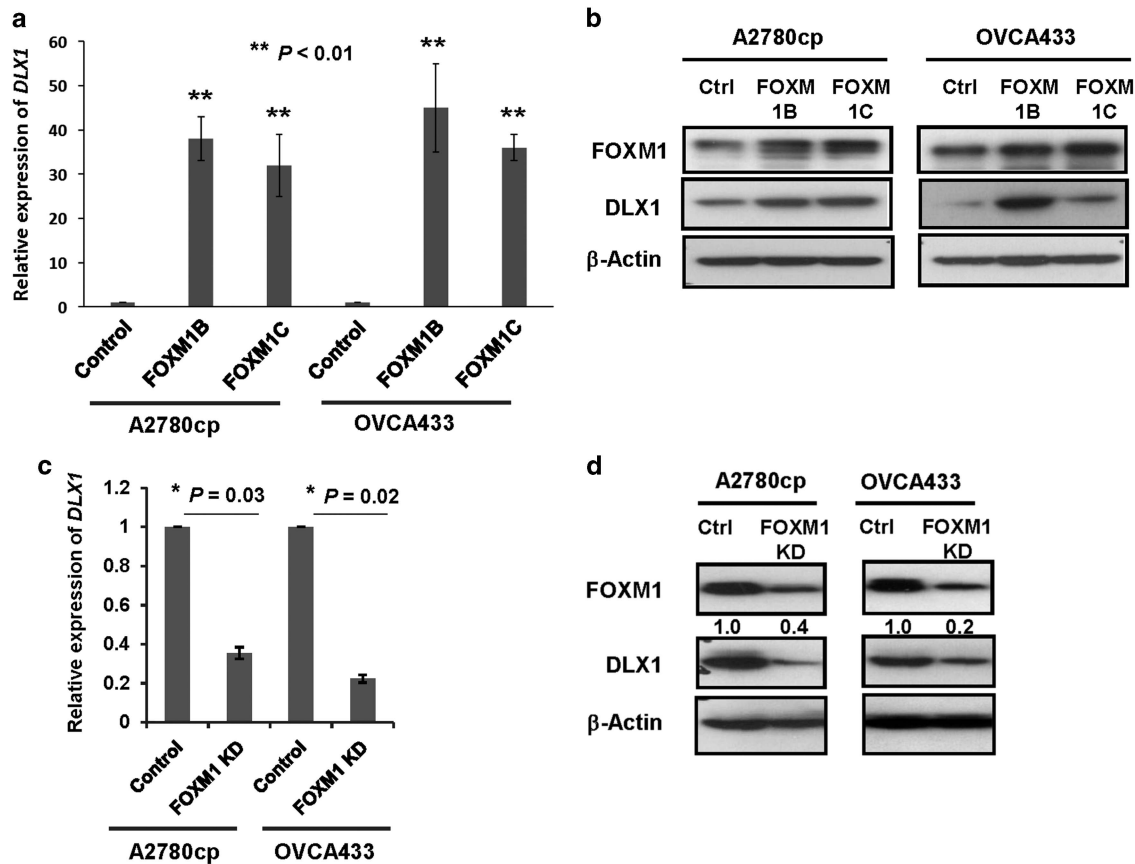 a
Relative expression of DLX1
60
50
40
30
20
10
0
** P < 0.01
**
**
**
**
Control
FOXM1B
FOXM1C
Control
FOXM1B
FOXM1C
A2780cp
OVCA433
b
A2780cp
OVCA433
Ctrl FOXM 1B FOXM 1C
Ctrl FOXM 1B FOXM 1C
FOXM1
DLX1
β-Actin
c
Relative expression of DLX1
1.2
1
0.8
0.6
0.4
0.2
0
* P = 0.03
* P = 0.02
Control
FOXM1 KD
Control
FOXM1 KD
A2780cp
OVCA433
d
A2780cp
OVCA433
Ctrl FOXM1 KD
Ctrl FOXM1 KD
FOXM1
1.0 0.4 1.0 0.2
DLX1
β-Actin